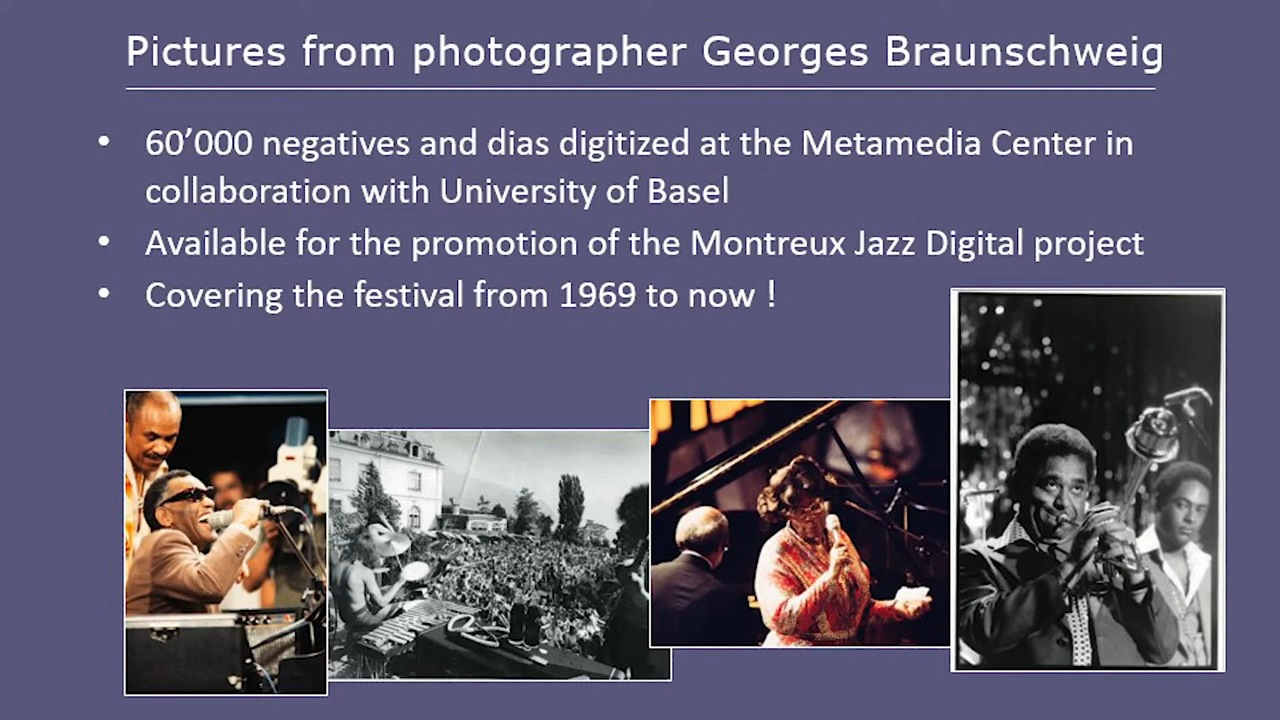 Pictures from photographer Georges Braunschweig
• 60’000 negatives and dias digitized at the Metamedia Center in
collaboration with University of Basel
• Available for the promotion of the Montreux Jazz Digital project
• Covering the festival from 1969 to now !